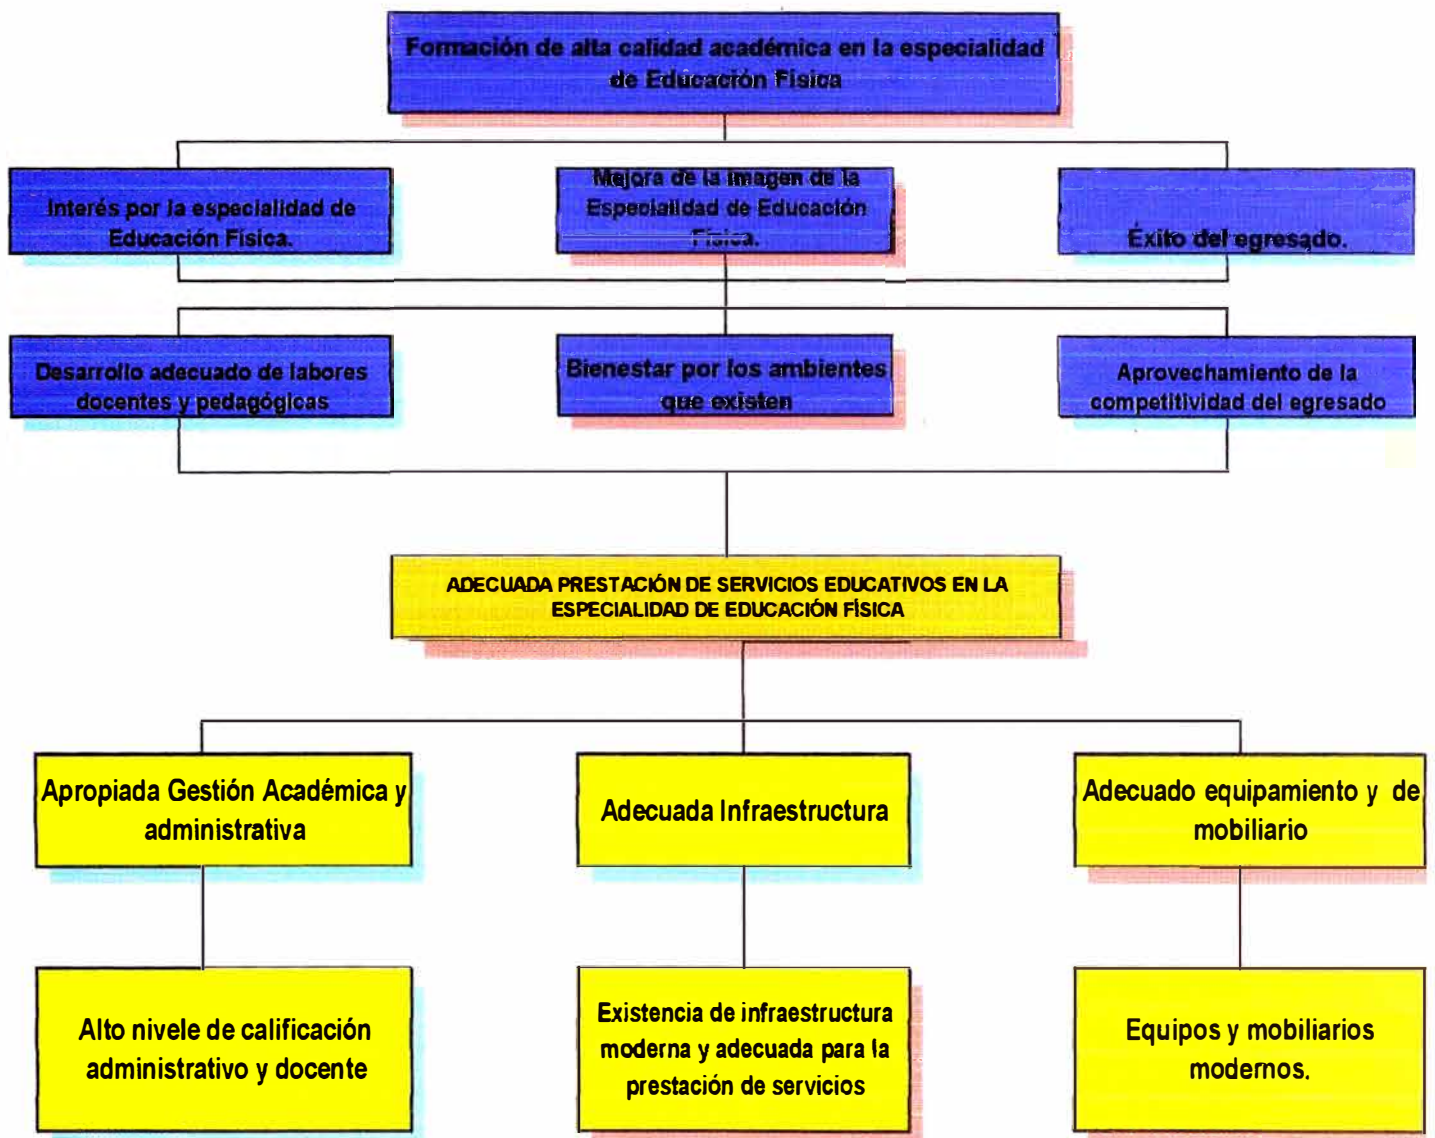 Formación de alta calidad académica en la especialidad
de Educación Física
Interés por la especialidad de
Educación Física.
Mejora de la imagen de la
Especialidad de Educación
Física.
Éxito del egresado.
Desarrollo adecuado de labores
docentes y pedagógicas
Bienestar por los ambientes
que existen
Aprovechamiento de la
competitividad del egresado
ADECUADA PRESTACIÓN DE SERVICIOS EDUCATIVOS EN LA
ESPECIALIDAD DE EDUCACIÓN FÍSICA
Apropiada Gestión Académica y
administrativa
Adecuada Infraestructura
Adecuado equipamiento y de
mobiliario
Alto nivele de calificación
administrativo y docente
Existencia de infraestructura
moderna y adecuada para la
prestación de servicios
Equipos y mobiliarios
modernos.